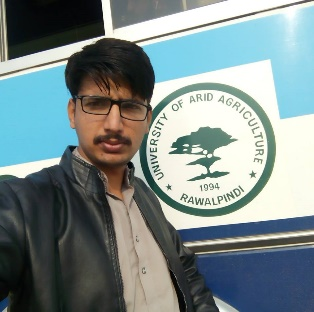 UNIVERSITY OF ARID AGRICULTURE
1994
RAWALPINDI